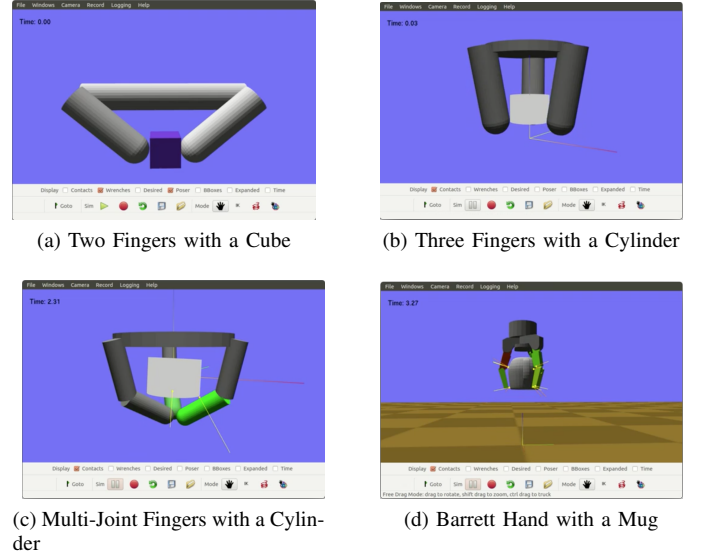 File Windows Camera Record Logging Help
Time: 0.00
Display Contacts Wrenches Desired Poser BBoxes Expanded Time
Goto Sim Mode
(a) Two Fingers with a Cube
File Windows Camera Record Logging Help
Time: 0.03
Display Contacts Wrenches Desired Poser BBoxes Expanded Time
Goto Sim Mode
(b) Three Fingers with a Cylinder
File Windows Camera Record Logging Help
Time: 2.31
Display Contacts Wrenches Desired Poser BBoxes Expanded Time
Goto Sim Mode
(c) Multi-Joint Fingers with a Cylin-
der
File Windows Camera Record Logging Help
Time: 3.27
Display Contacts Wrenches Desired Poser BBoxes Expanded Time
Goto Sim Mode
Free Drag Mode: drag to rotate, shift drag to zoom, ctrl drag to truck
(d) Barrett Hand with a Mug